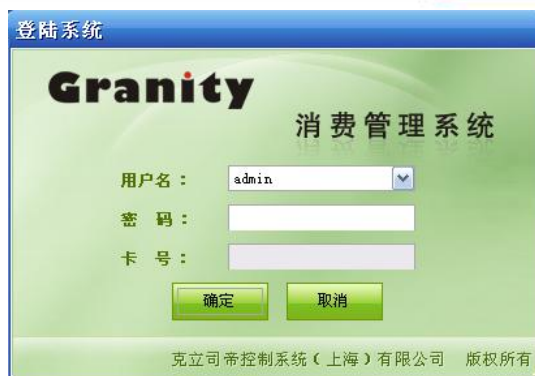 登陆系统
Granity
消费管理系统
用户名： admin
密 码：
卡 号：
确定 取消
克立司帝控制系统（上海）有限公司 版权所有